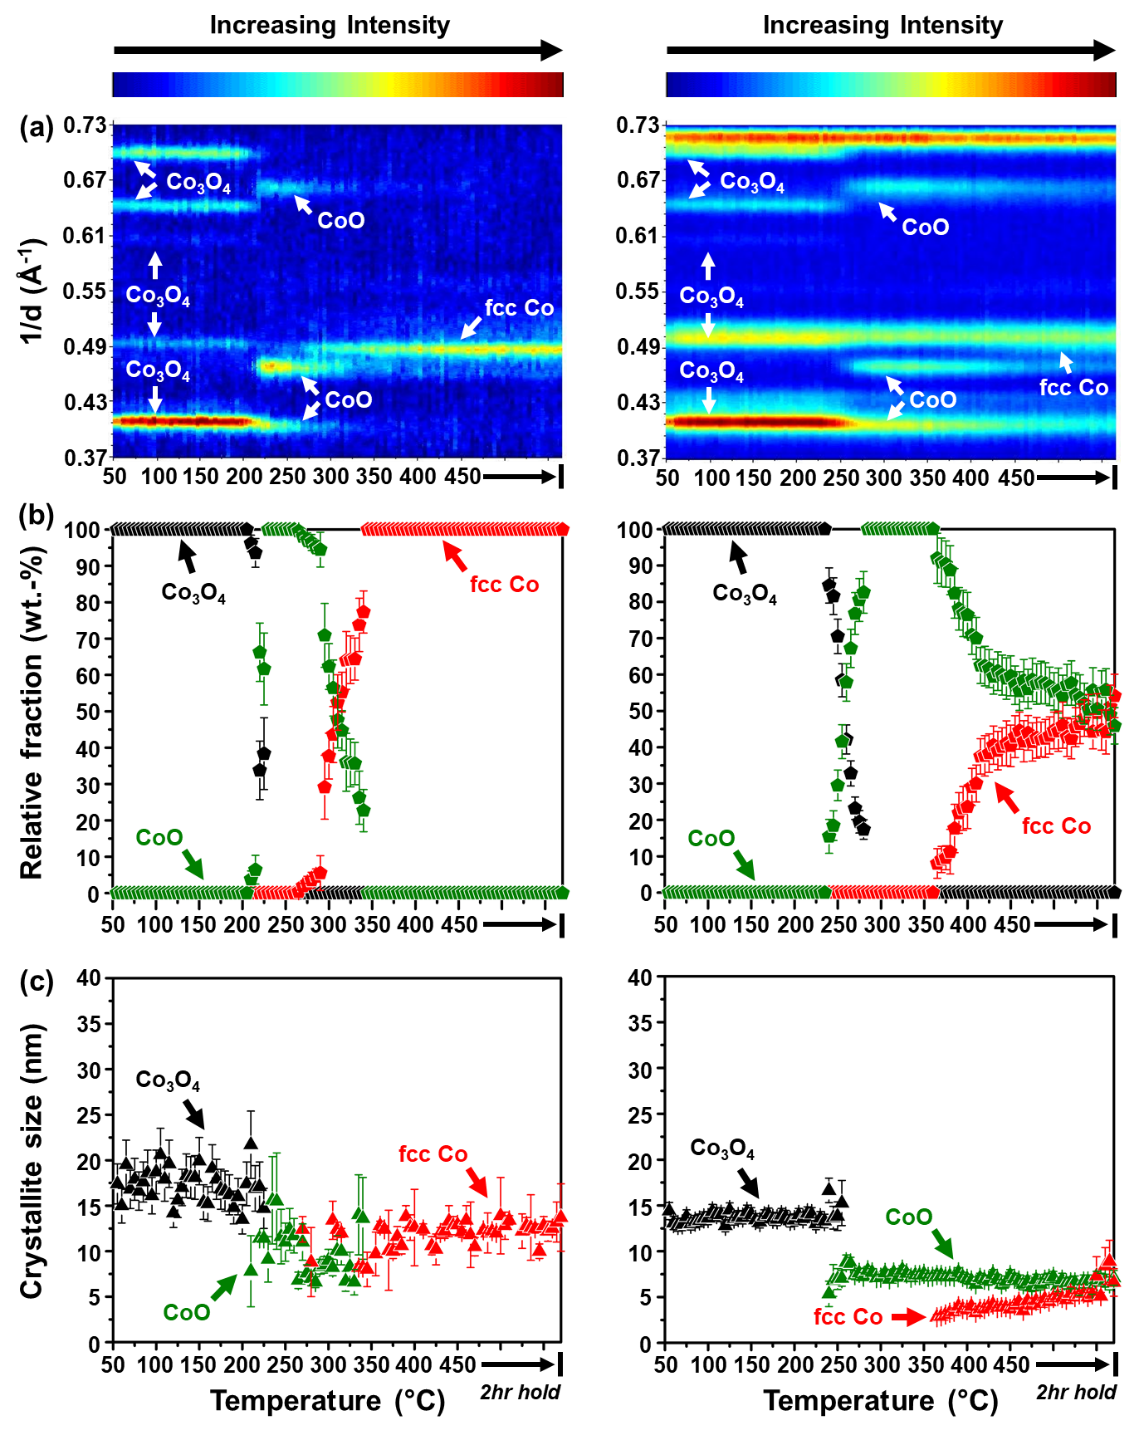 Increasing Intensity
Increasing Intensity
(a)
1/d (Å-1)
0.73
0.67
0.61
0.55
0.49
0.43
0.37
Co3O4
CoO
Co3O4
fcc Co
Co3O4
CoO
50 100 150 200 250 300 350 400 450
0.73
0.67
0.61
0.55
0.49
0.43
0.37
Co3O4
CoO
Co3O4
Co3O4
fcc Co
CoO
50 100 150 200 250 300 350 400 450
(b)
Relative fraction (wt.-%)
100
90
80
70
60
50
40
30
20
10
0
Co3O4
fcc Co
CoO
50 100 150 200 250 300 350 400 450
100
90
80
70
60
50
40
30
20
10
0
Co3O4
fcc Co
CoO
50 100 150 200 250 300 350 400 450
(c)
Crystallite size (nm)
40
35
30
25
20
15
10
5
0
Co3O4
fcc Co
CoO
50 100 150 200 250 300 350 400 450
Temperature (°C)
2hr hold
40
35
30
25
20
15
10
5
0
Co3O4
CoO
fcc Co
50 100 150 200 250 300 350 400 450
Temperature (°C)
2hr hold